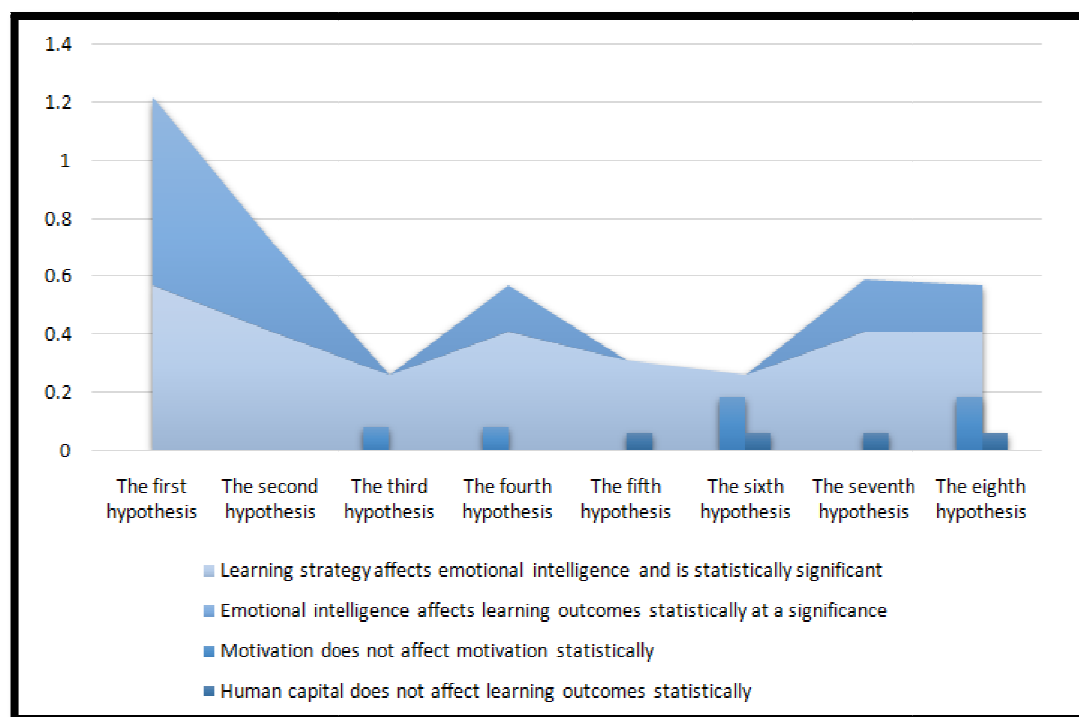 1.4
1.2
1
0.8
0.6
0.4
0.2
0
The first hypothesis
The second hypothesis
The third hypothesis
The fourth hypothesis
The fifth hypothesis
The sixth hypothesis
The seventh hypothesis
The eighth hypothesis
Learning strategy affects emotional intelligence and is statistically significant
Emotional intelligence affects learning outcomes statistically at a significance
Motivation does not affect motivation statistically
Human capital does not affect learning outcomes statistically